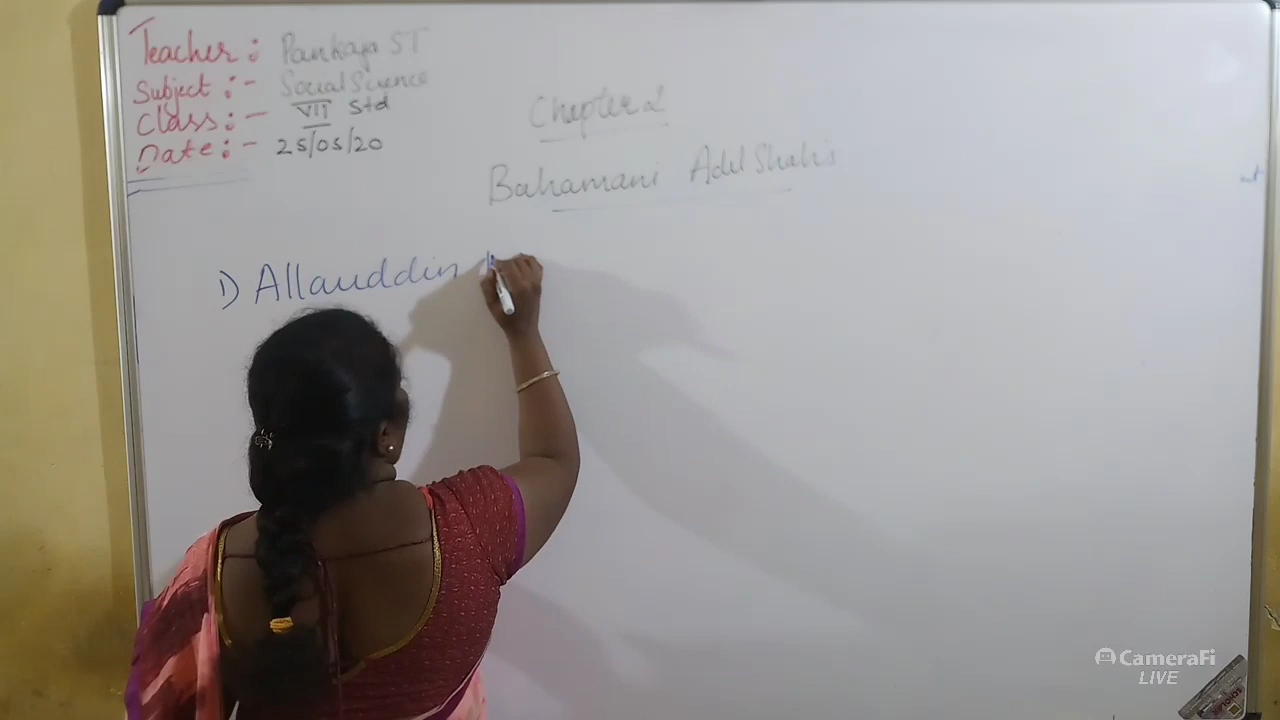 Teacher : Pankaja ST
Subject :- Social Science
Class :- VII Std
Date :- 25/05/20
Chapter 2
Bahamani Adil Shahis
1) Allauddin
CameraFi
LIVE